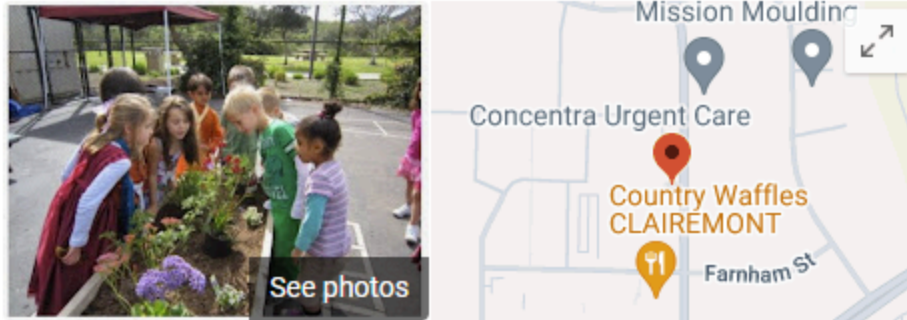 Mission Moulding
Concentra Urgent Care
Country Waffles
CLAIREMONT
Farnham St
See photos